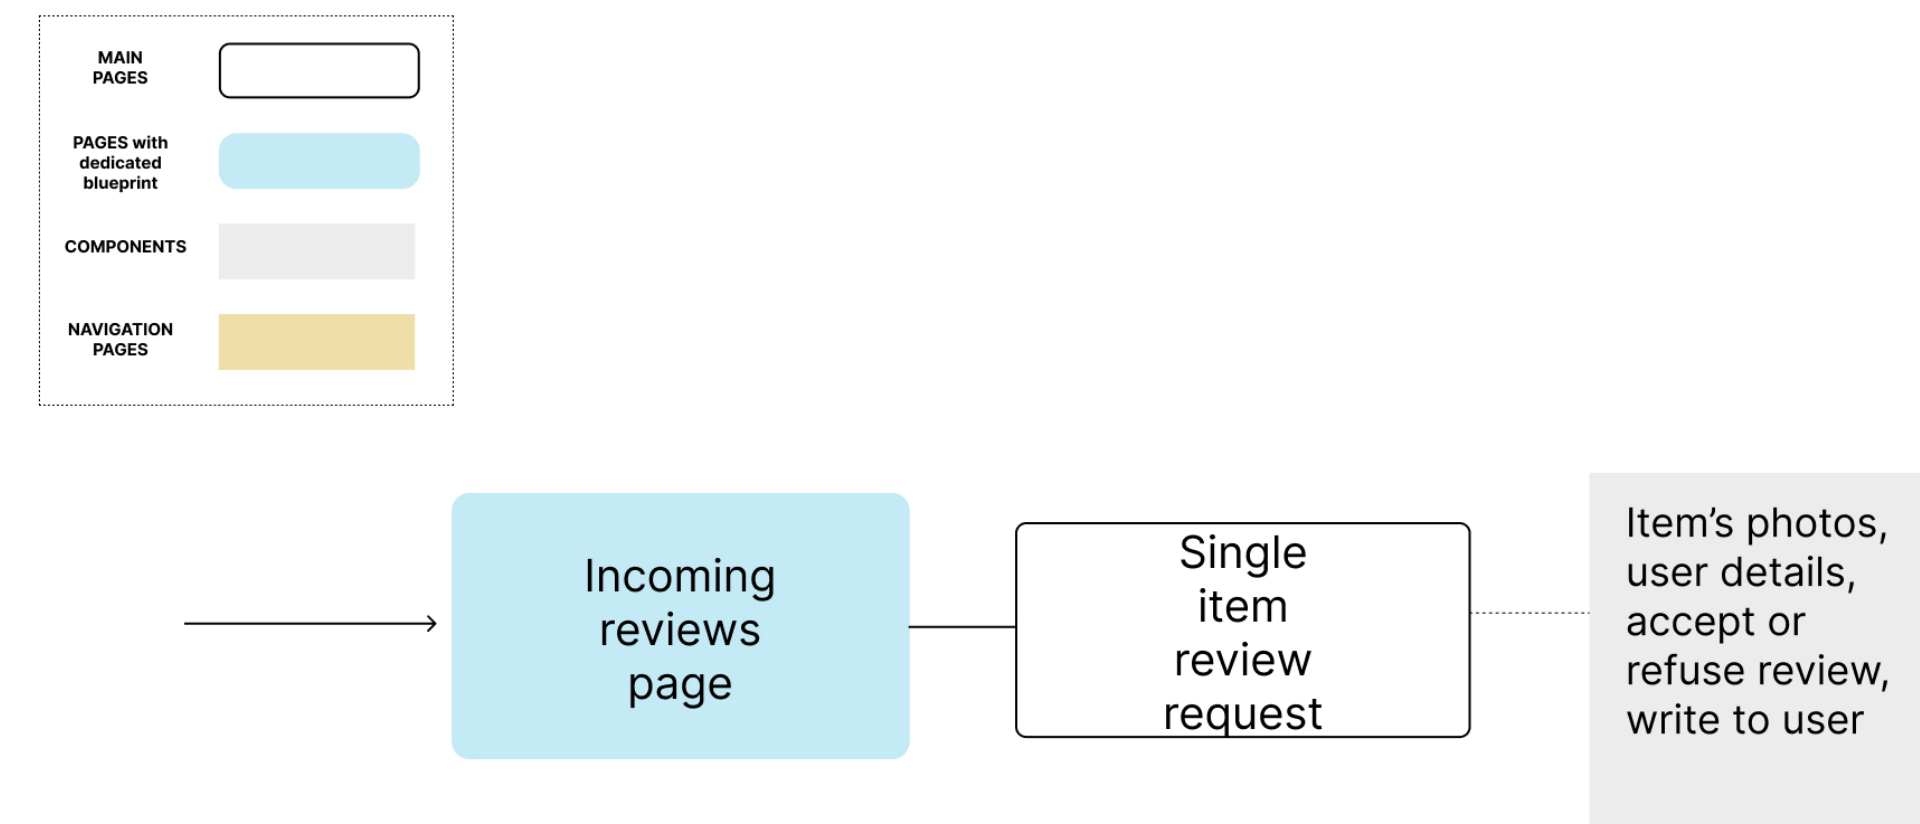 MAIN
PAGES
PAGES with
dedicated
blueprint
COMPONENTS
NAVIGATION
PAGES
Incoming
reviews
page
Single
item
review
request
Item’s photos,
user details,
accept or
refuse review,
write to user